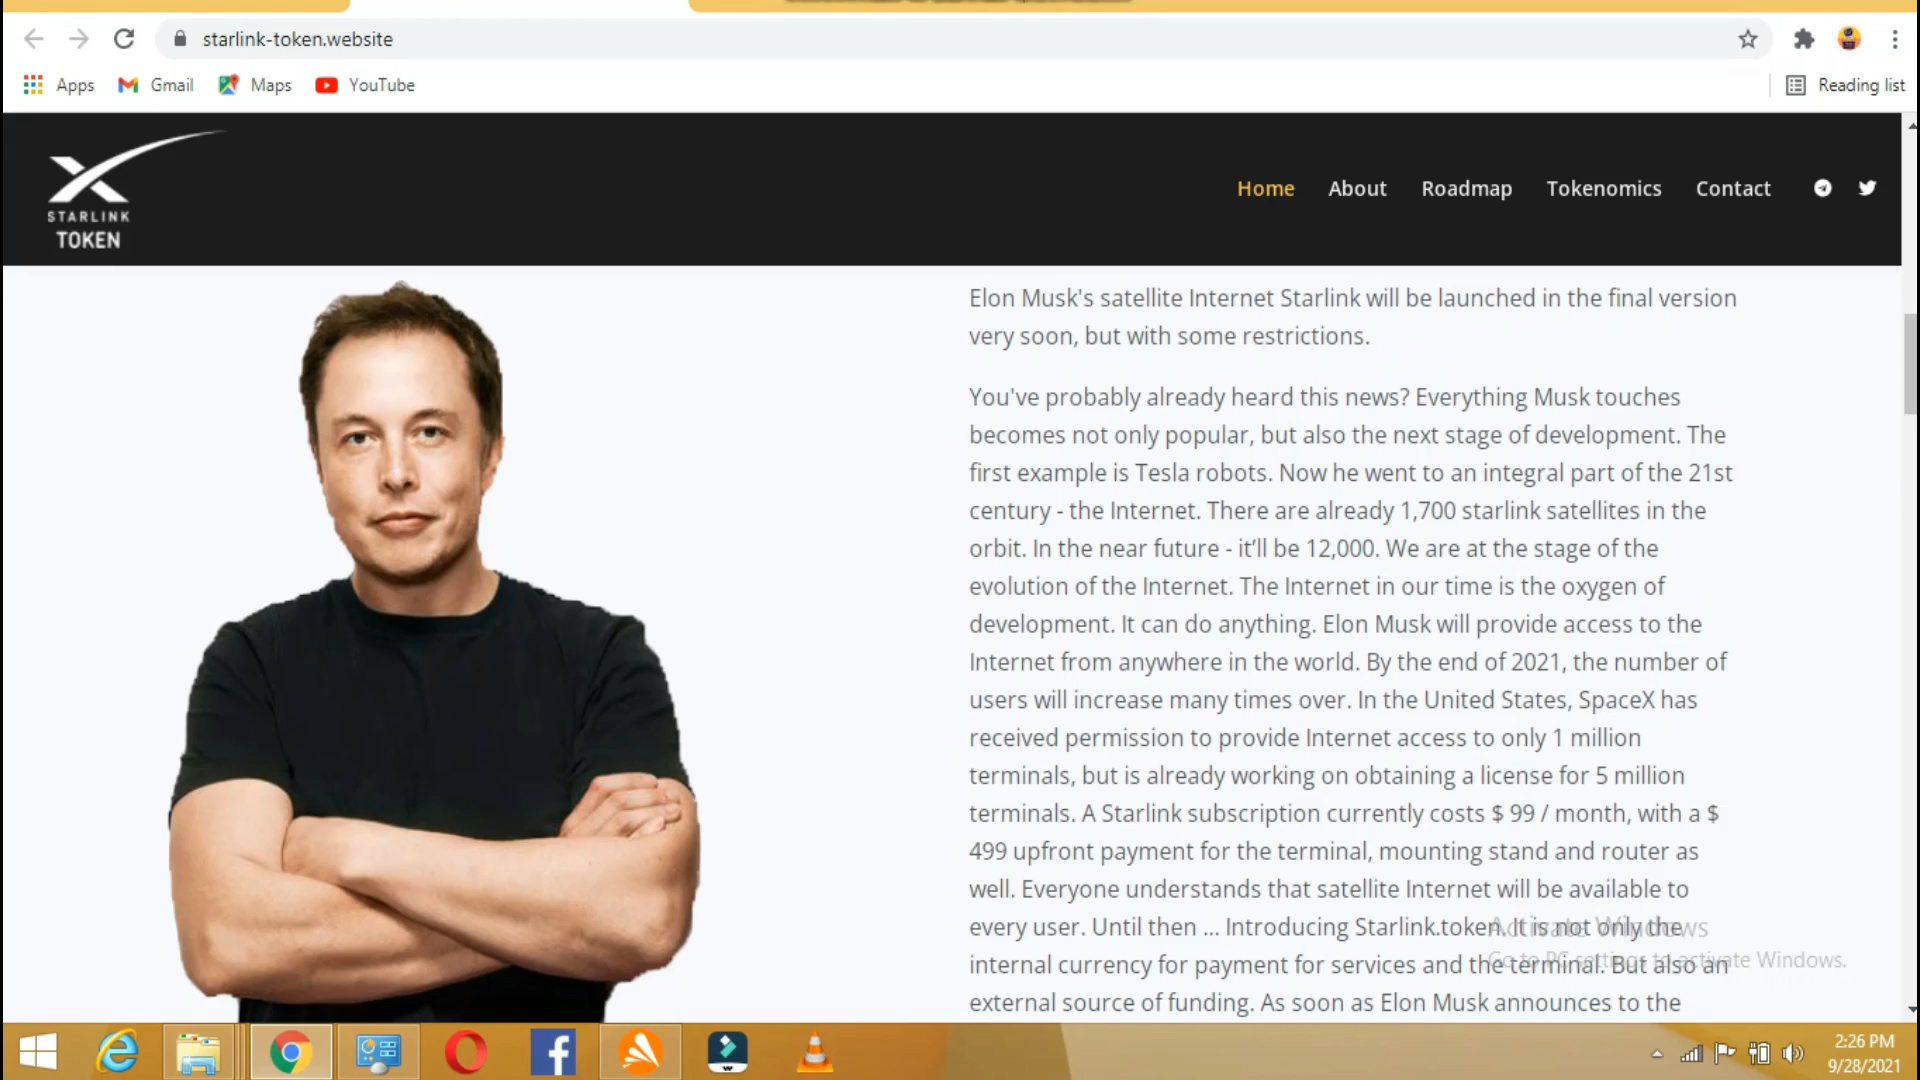 starlink-token.website
Apps
Gmail
Maps
YouTube
Reading list
STARLINK
TOKEN
Home
About
Roadmap
Tokenomics
Contact
Elon Musk's satellite Internet Starlink will be launched in the final version
very soon, but with some restrictions.
You've probably already heard this news? Everything Musk touches
becomes not only popular, but also the next stage of development. The
first example is Tesla robots. Now he went to an integral part of the 21st
century - the Internet. There are already 1,700 starlink satellites in the
orbit. In the near future - it’ll be 12,000. We are at the stage of the
evolution of the Internet. The Internet in our time is the oxygen of
development. It can do anything. Elon Musk will provide access to the
Internet from anywhere in the world. By the end of 2021, the number of
users will increase many times over. In the United States, SpaceX has
received permission to provide Internet access to only 1 million
terminals, but is already working on obtaining a license for 5 million
terminals. A Starlink subscription currently costs $ 99 / month, with a $
499 upfront payment for the terminal, mounting stand and router as
well. Everyone understands that satellite Internet will be available to
every user. Until then ... Introducing Starlink.token. It is not only the
internal currency for payment for services and the terminal. But also an
external source of funding. As soon as Elon Musk announces to the
Activate Windows
Go to PC settings to activate Windows.
2:26 PM
9/28/2021